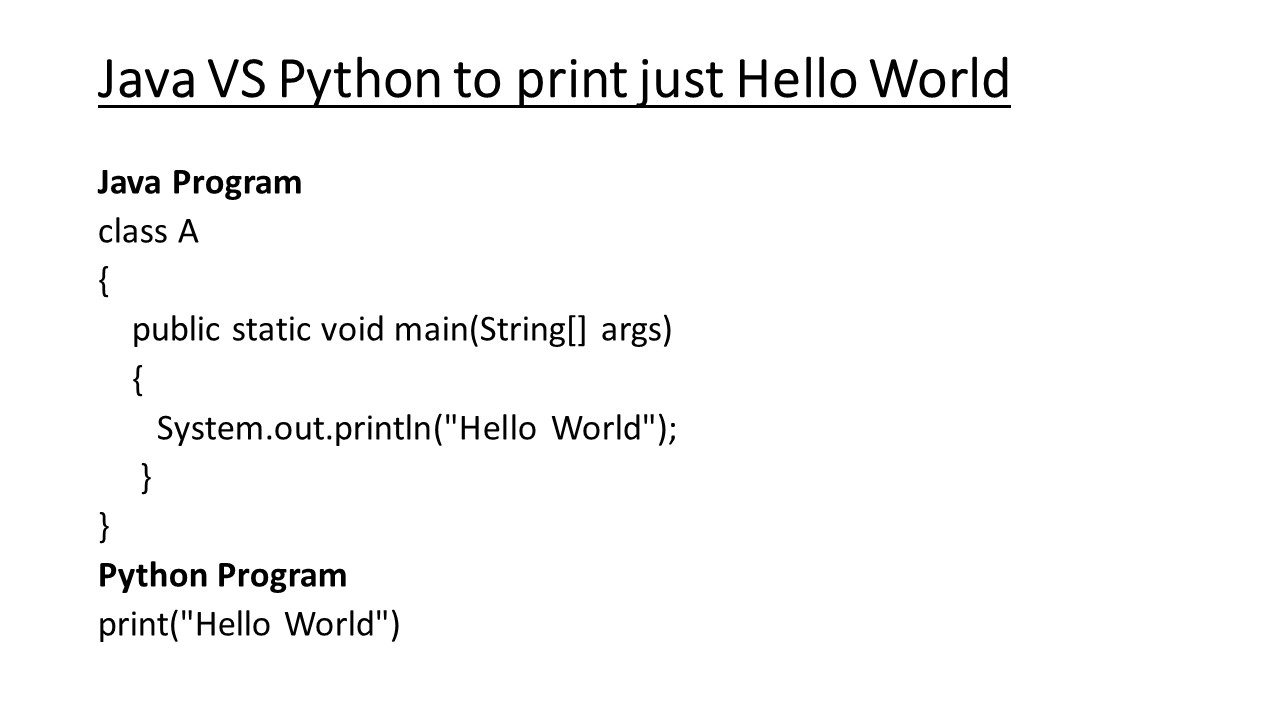 Java VS Python to print just Hello World
Java Program
class A
{
public static void main(String[] args)
{
System.out.println("Hello World");
}
}
Python Program
print("Hello World")